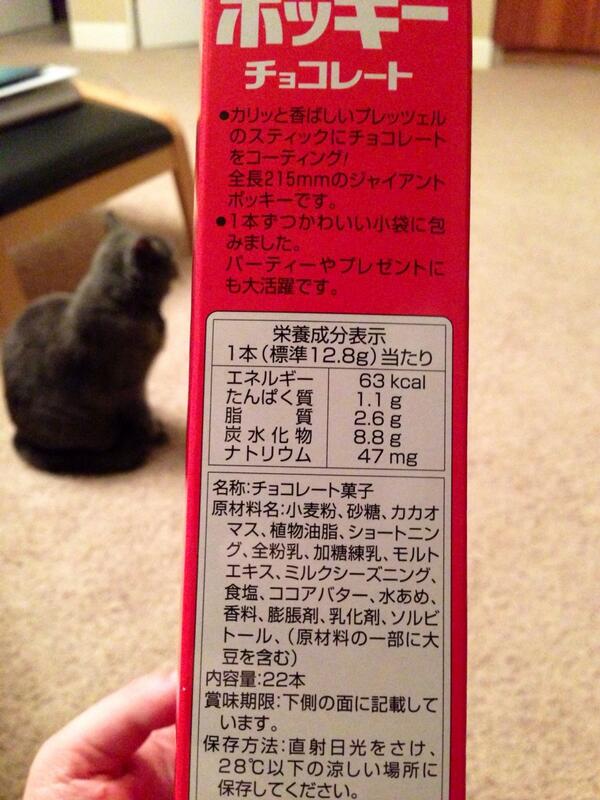 ポッキー
チョコレート
●カリッと香ばしいプレッツェル
のスティックにチョコレート
をコーティング!
全長215mmのジャイアント
ポッキーです。
●1本ずつかわいい小袋に包
みました。
パーティーやプレゼントに
も大活躍です。
栄養成分表示
1本(標準12.8g)当たり
エネルギー 63 kcal
たんぱく質 1.1 g
脂質 2.6 g
炭水化物 8.8 g
ナトリウム 47 mg
名称:チョコレート菓子
原材料名:小麦粉、砂糖、カカオ
マス、植物油脂、ショートニン
グ、全粉乳、加糖練乳、モルト
エキス、ミルクシーズニング、
食塩、ココアバター、水あめ、
香料、膨脹剤、乳化剤、ソルビ
トール、(原材料の一部に大
豆を含む)
内容量:22本
賞味期限:下側の面に記載して
います。
保存方法:直射日光をさけ、
28℃以下の涼しい場所に
保存してください。